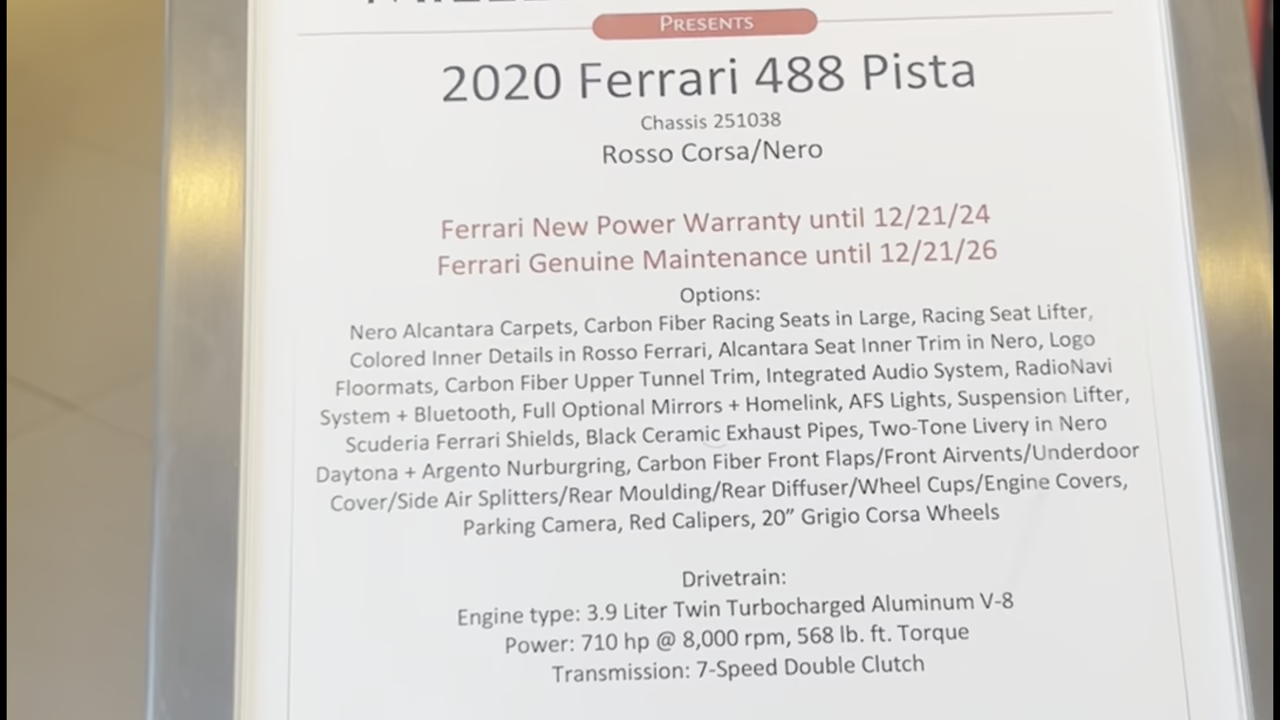 PRESENTS
2020 Ferrari 488 Pista
Chassis 251038
Rosso Corsa/Nero
Ferrari New Power Warranty until 12/21/24
Ferrari Genuine Maintenance until 12/21/26
Options:
Nero Alcantara Carpets, Carbon Fiber Racing Seats in Large, Racing Seat Lifter,
Colored Inner Details in Rosso Ferrari, Alcantara Seat Inner Trim in Nero, Logo
Floormats, Carbon Fiber Upper Tunnel Trim, Integrated Audio System, RadioNavi
System + Bluetooth, Full Optional Mirrors + Homelink, AFS Lights, Suspension Lifter,
Scuderia Ferrari Shields, Black Ceramic Exhaust Pipes, Two-Tone Livery in Nero
Daytona + Argento Nurburgring, Carbon Fiber Front Flaps/Front Airvents/Underdoor
Cover/Side Air Splitters/Rear Moulding/Rear Diffuser/Wheel Cups/Engine Covers,
Parking Camera, Red Calipers, 20” Grigio Corsa Wheels
Drivetrain:
Engine type: 3.9 Liter Twin Turbocharged Aluminum V-8
Power: 710 hp @ 8,000 rpm, 568 lb. ft. Torque
Transmission: 7-Speed Double Clutch